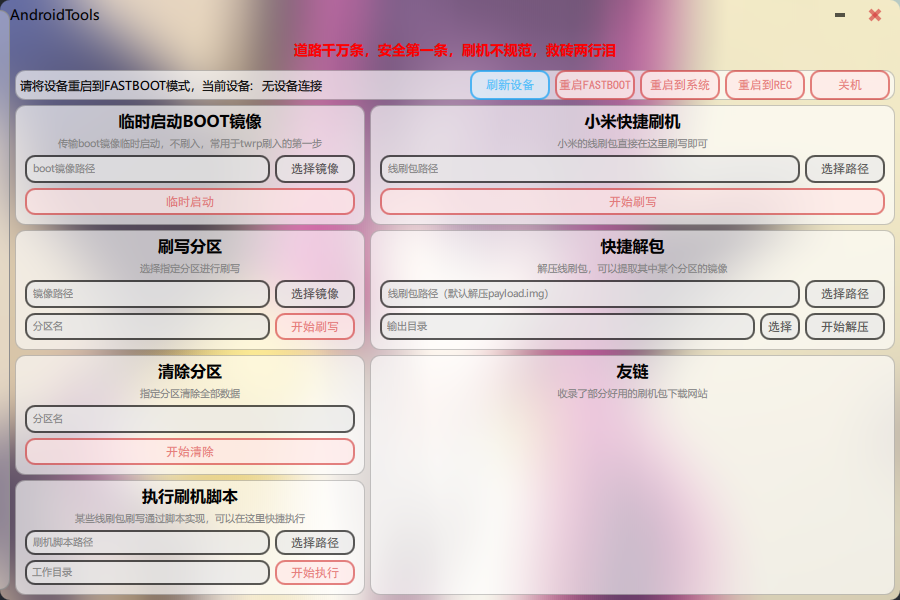 AndroidTools
道路千万条，安全第一条，刷机不规范，救砖两行泪
请将设备重启到FASTBOOT模式，当前设备：无设备连接
刷新设备
重启FASTBOOT
重启到系统
重启到REC
关机
临时启动BOOT镜像
传输boot镜像临时启动，不刷入，常用于twrp刷入的第一步
boot镜像路径
选择镜像
临时启动
小米快捷刷机
小米的线刷包直接在这里刷写即可
线刷包路径
选择路径
开始刷写
刷写分区
选择指定分区进行刷写
镜像路径
选择镜像
分区名
开始刷写
快捷解包
解压线刷包，可以提取其中某个分区的镜像
线刷包路径（默认解压payload.img）
选择路径
输出目录
选择
开始解压
清除分区
指定分区清除全部数据
分区名
开始清除
友链
收录了部分好用的刷机包下载网站
执行刷机脚本
某些线刷包刷写通过脚本实现，可以在这里快捷执行
刷机脚本路径
选择路径
工作目录
开始执行